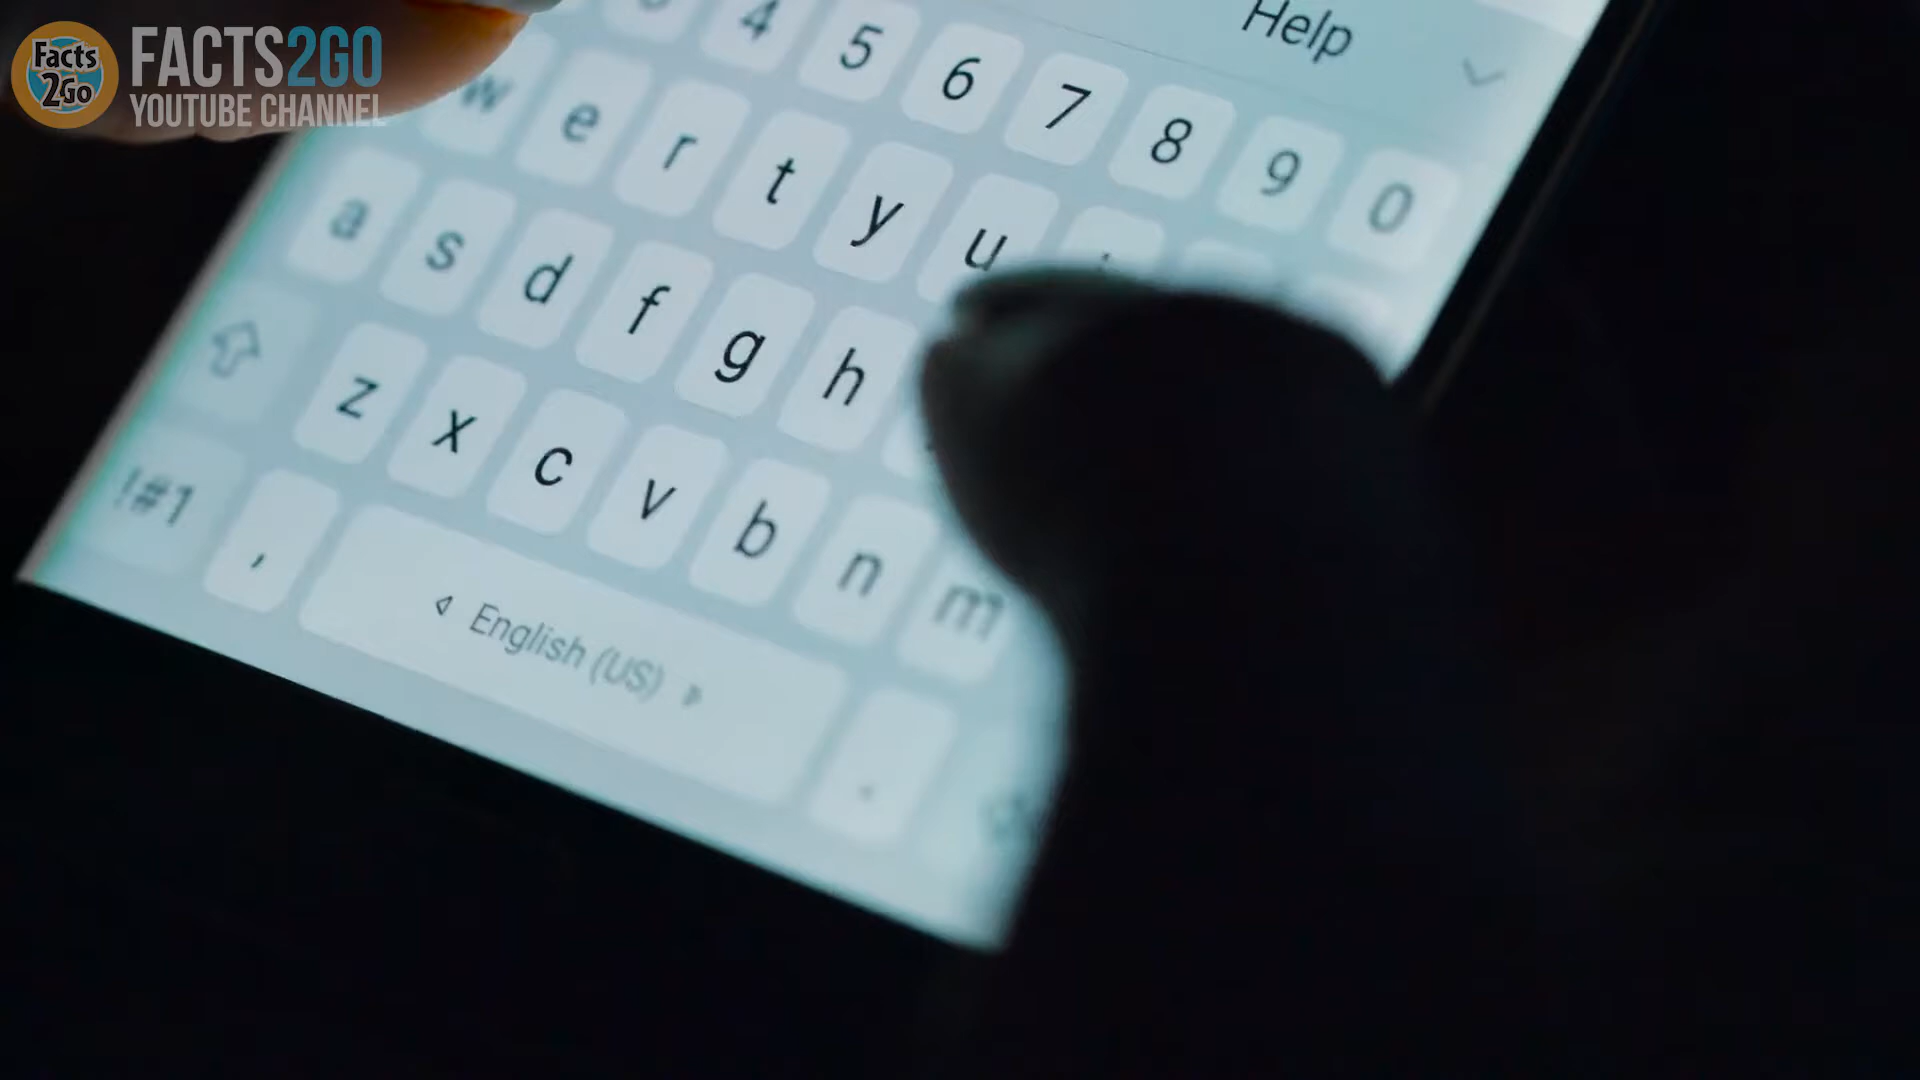 Facts
2Go
FACTS2GO
YOUTUBE CHANNEL
Help
4 5 6 7 8 9 0
w e r t y u
a s d f g h
z x c v b n m
!#1 , English (US) .